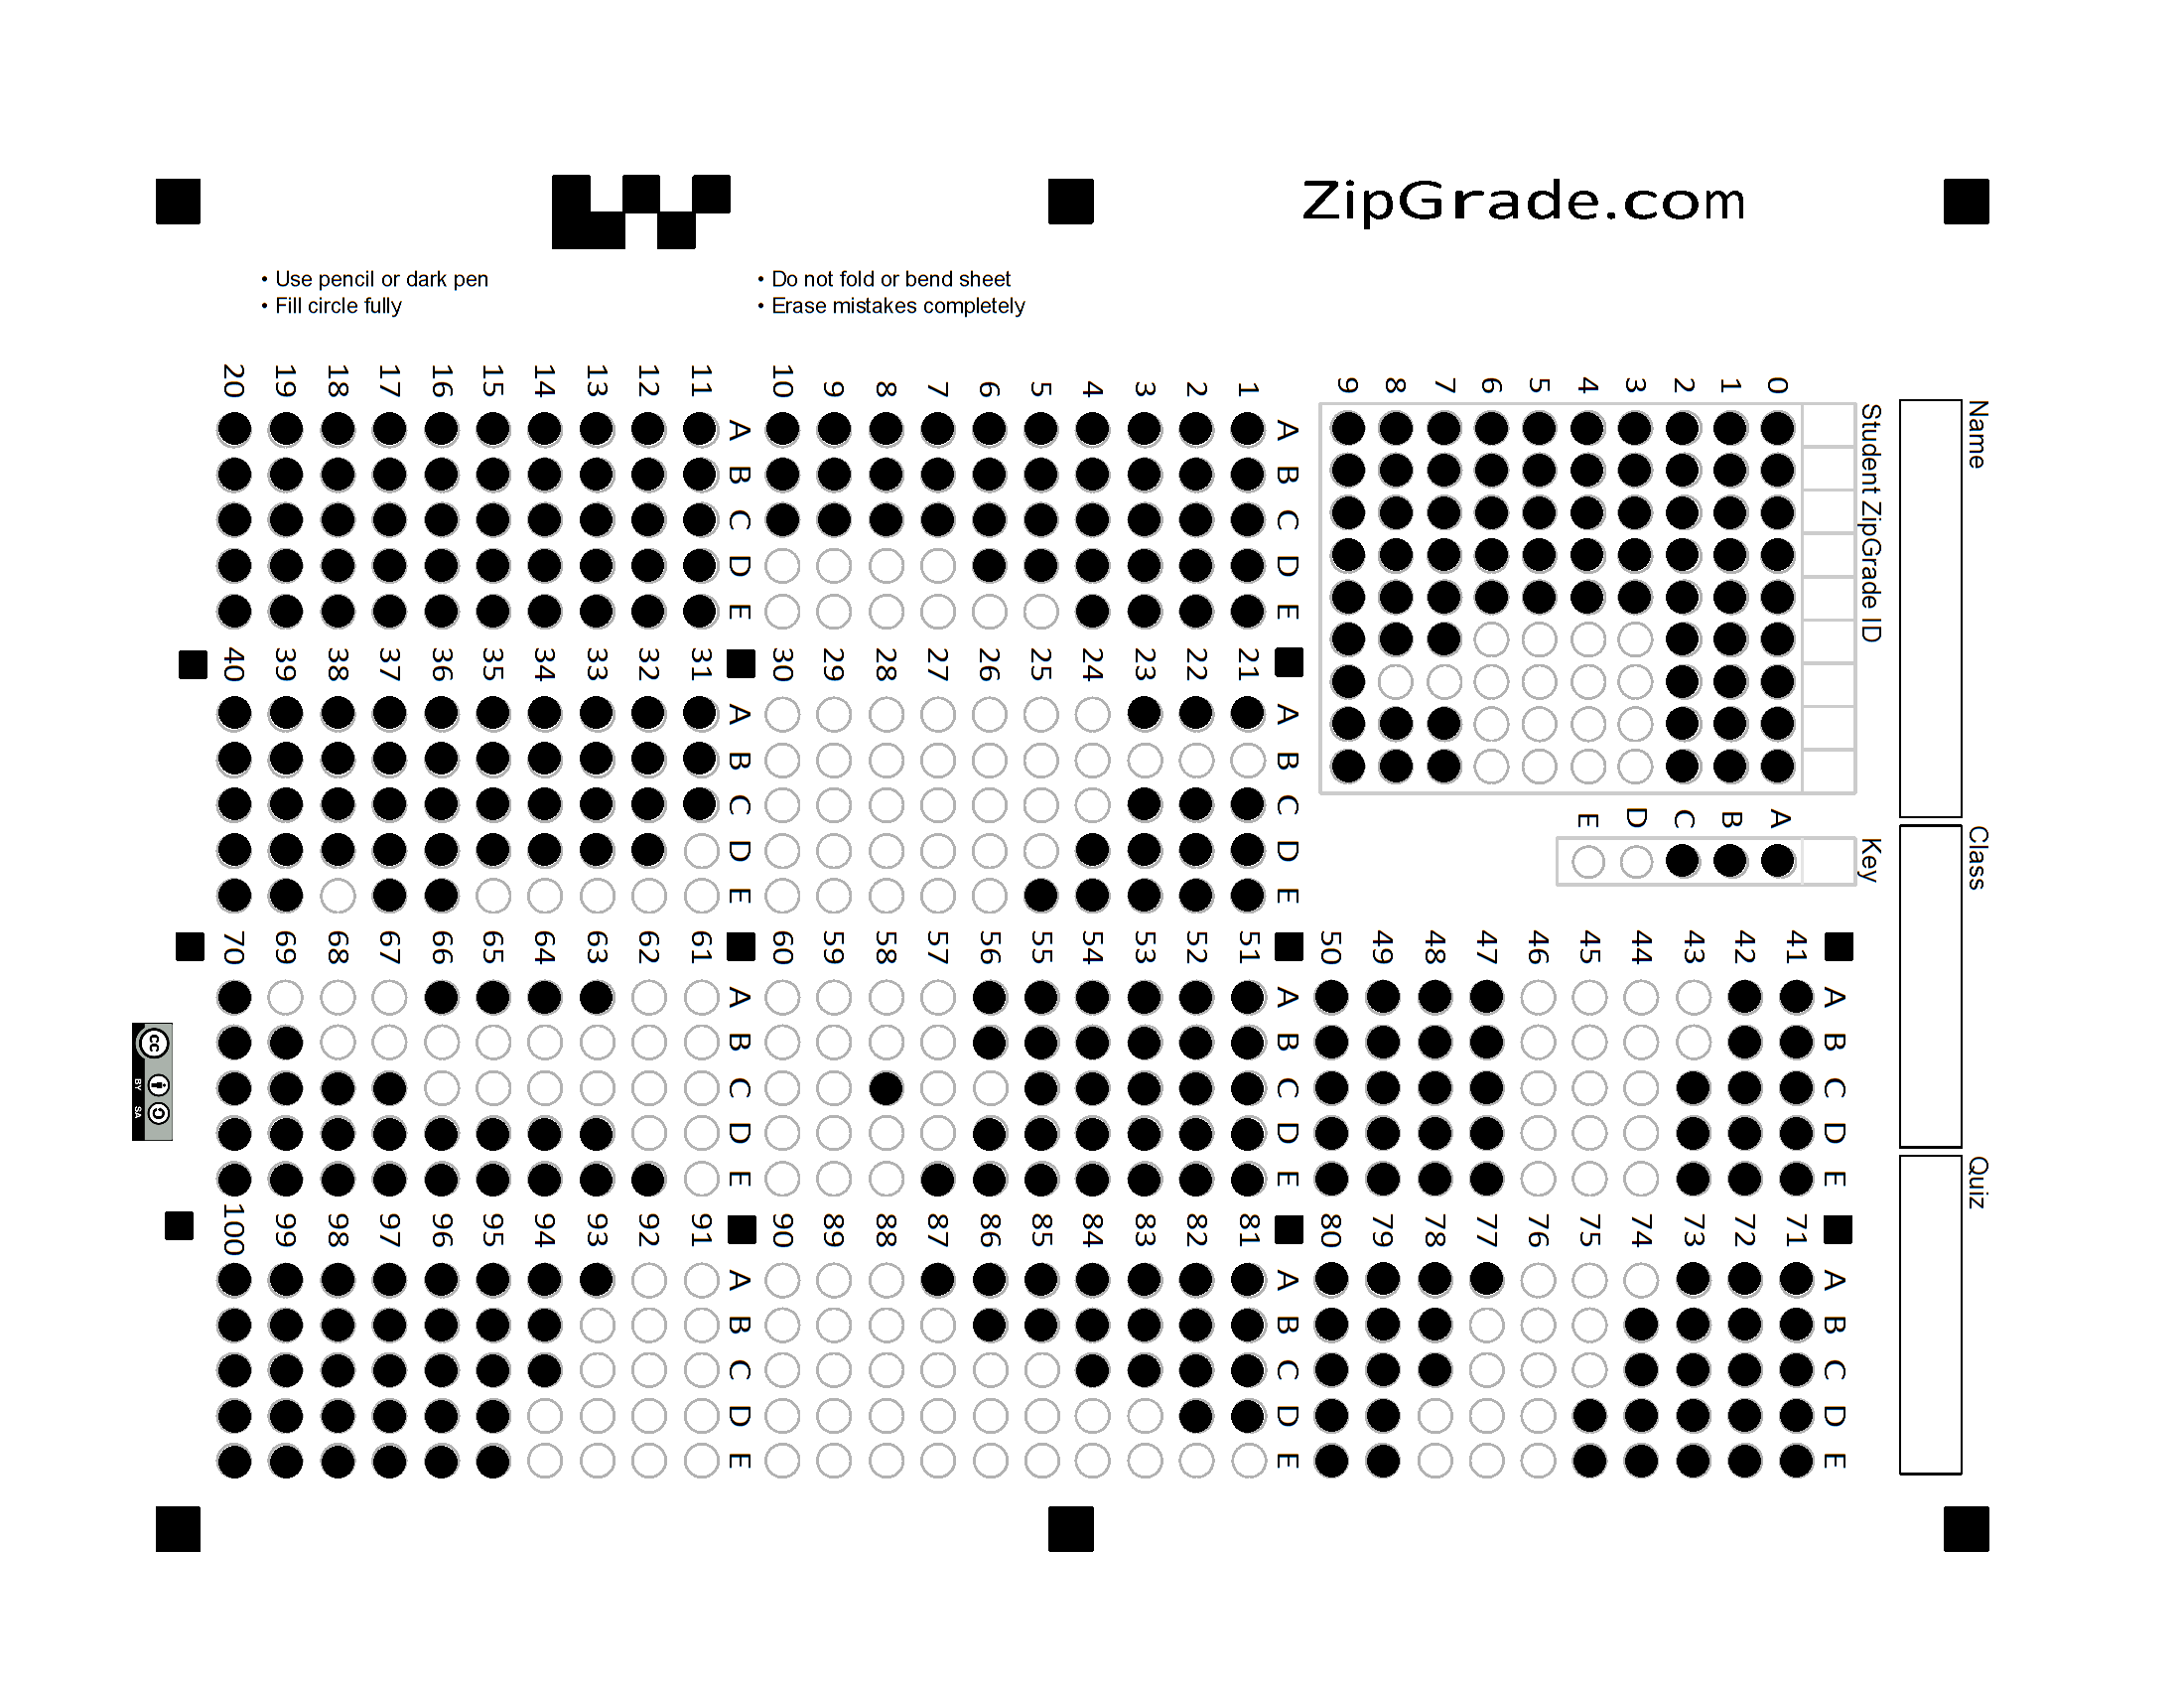 ZipGrade.com
• Use pencil or dark pen
• Fill circle fully
• Do not fold or bend sheet
• Erase mistakes completely
Name Class Quiz
Student ZipGrade ID Key
0 A
1 B
2 C
3 D
4 E
5
6
7
8
9
A B C D E A B C D E
41 71
42 72
43 73
44 74
45 75
46 76
47 77
48 78
49 79
50 80
A B C D E A B C D E A B C D E A B C D E
1 21 51 81
2 22 52 82
3 23 53 83
4 24 54 84
5 25 55 85
6 26 56 86
7 27 57 87
8 28 58 88
9 29 59 89
10 30 60 90
A B C D E A B C D E A B C D E A B C D E
11 31 61 91
12 32 62 92
13 33 63 93
14 34 64 94
15 35 65 95
16 36 66 96
17 37 67 97
18 38 68 98
19 39 69 99
20 40 70 100
cc
BY SA